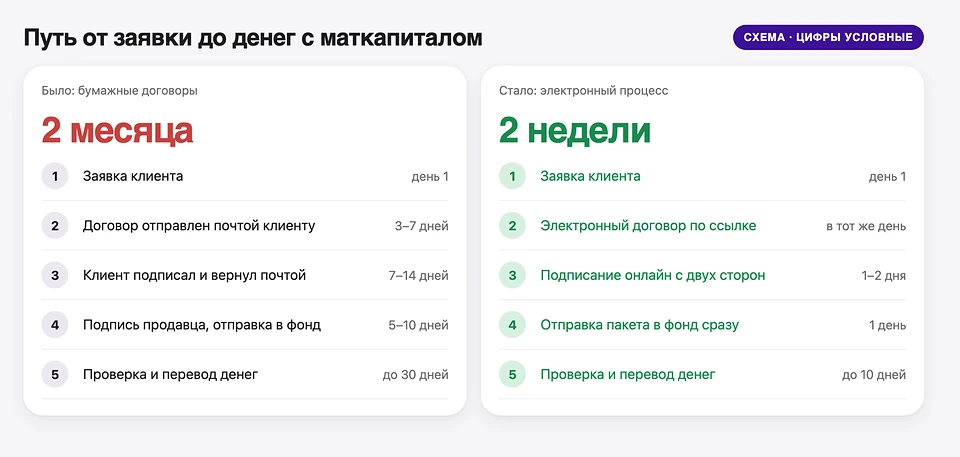 Путь от заявки до денег с маткапиталом
СХЕМА · ЦИФРЫ УСЛОВНЫЕ
Было: бумажные договоры
2 месяца
1 Заявка клиента день 1
2 Договор отправлен почтой клиенту 3–7 дней
3 Клиент подписал и вернул почтой 7–14 дней
4 Подпись продавца, отправка в фонд 5–10 дней
5 Проверка и перевод денег до 30 дней
Стало: электронный процесс
2 недели
1 Заявка клиента день 1
2 Электронный договор по ссылке в тот же день
3 Подписание онлайн с двух сторон 1–2 дня
4 Отправка пакета в фонд сразу 1 день
5 Проверка и перевод денег до 10 дней